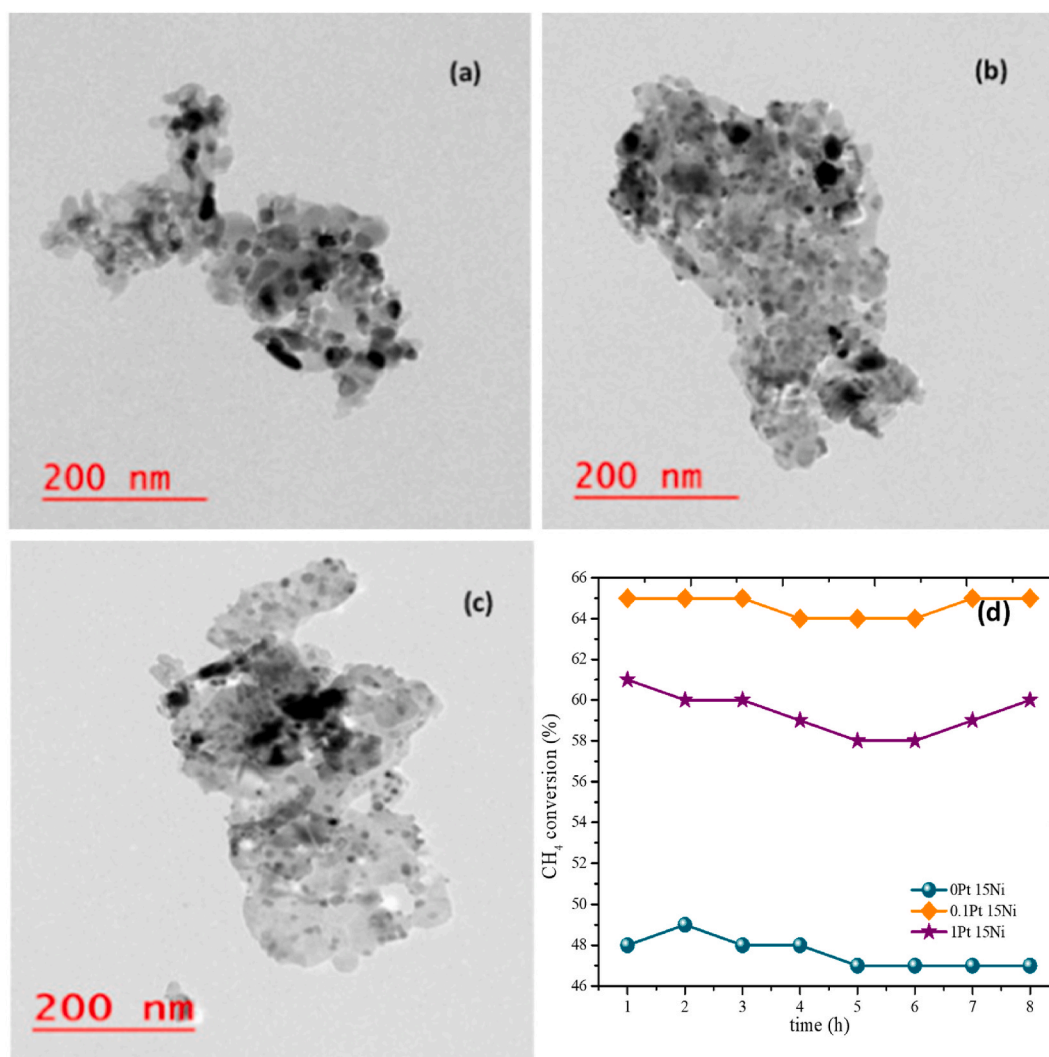 (a)
200 nm
(b)
200 nm
(c)
200 nm
(d)
CH₄ conversion (%)
66
64
62
60
58
56
54
52
50
48
46
0Pt 15Ni
0.1Pt 15Ni
1Pt 15Ni
1 2 3 4 5 6 7 8
time (h)